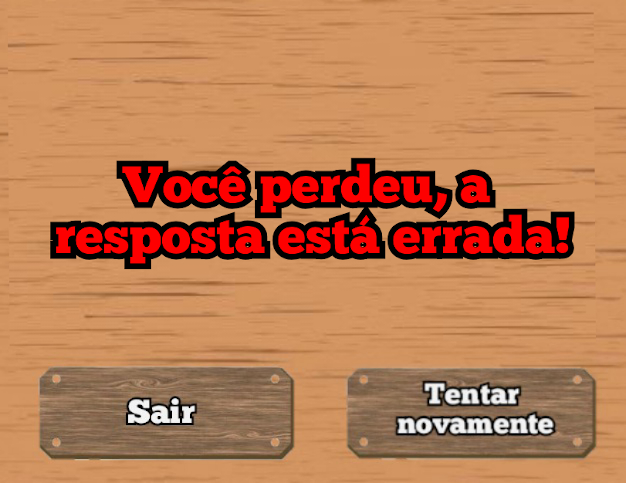 Você perdeu, a
resposta está errada!
Sair
Tentar
novamente